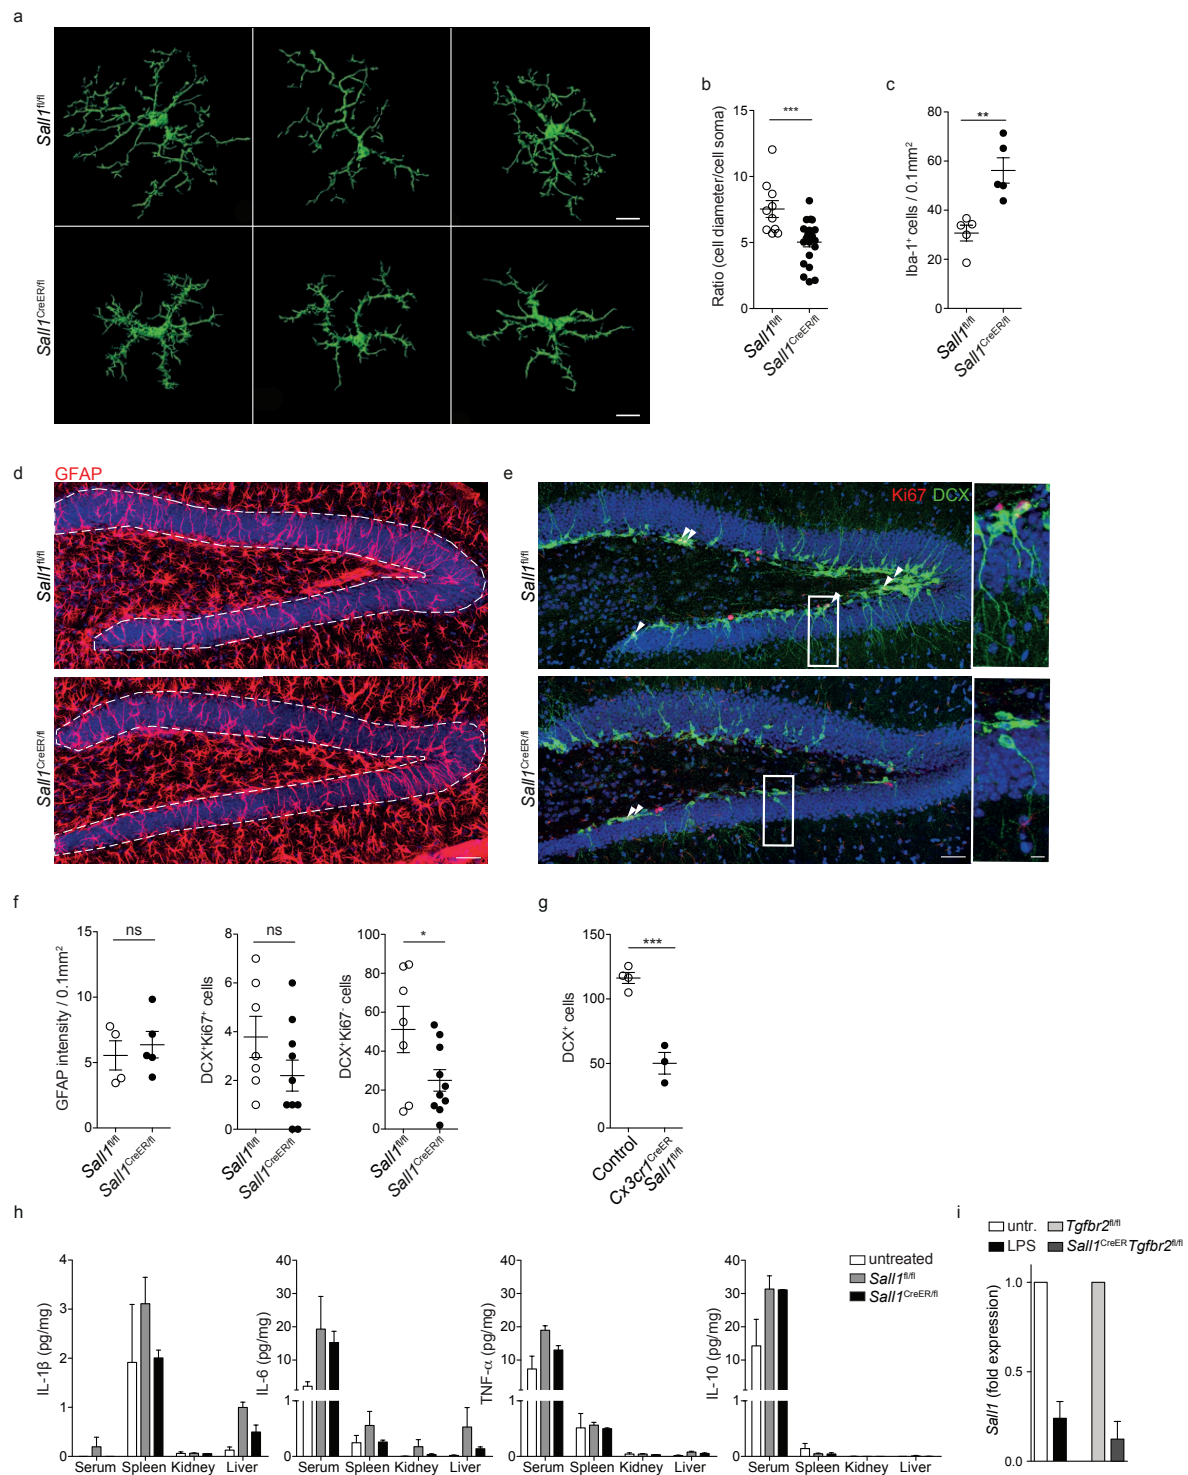 a
Sall1fl/fl
Sall1CreER/fl
b
Ratio (cell diameter/cell soma)
15
10
5
0
***
Sall1fl/fl
Sall1CreER/fl
c
Iba-1+ cells / 0.1mm2
80
60
40
20
0
**
Sall1fl/fl
Sall1CreER/fl
d
GFAP
Sall1fl/fl
Sall1CreER/fl
e
Ki67 DCX
Sall1fl/fl
Sall1CreER/fl
f
GFAP intensity / 0.1mm2
15
10
5
0
ns
Sall1fl/fl
Sall1CreER/fl
DCX+Ki67+ cells
8
6
4
2
0
ns
Sall1fl/fl
Sall1CreER/fl
DCX+Ki67- cells
100
80
60
40
20
0
*
Sall1fl/fl
Sall1CreER/fl
g
DCX+ cells
150
100
50
0
***
Control
Cx3cr1CreER
Sall1fl/fl
h
IL-1β (pg/mg)
4
3
2
1
0
Serum Spleen Kidney Liver
IL-6 (pg/mg)
40
30
20
10
1
0
Serum Spleen Kidney Liver
TNF-α (pg/mg)
40
30
20
10
1
0
Serum Spleen Kidney Liver
IL-10 (pg/mg)
40
30
20
10
1
0
Serum Spleen Kidney Liver
untreated
Sall1fl/fl
Sall1CreER/fl
i
untr.
Tgfbr2fl/fl
LPS
Sall1CreER Tgfbr2fl/fl
Sall1 (fold expression)
1.0
0.5
0.0